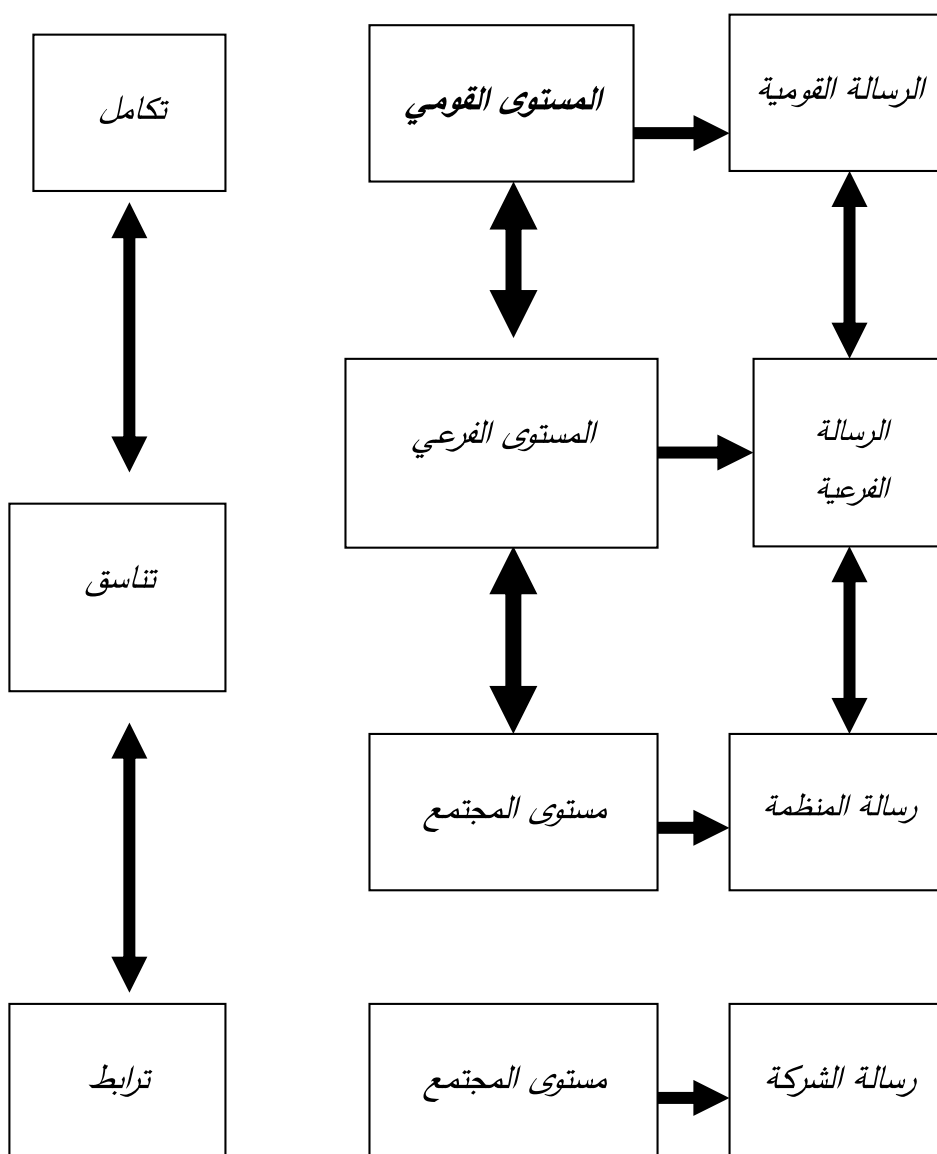 الرسالة القومية
المستوى القومي
تكامل
الرسالة
الفرعية
المستوى الفرعي
تناسق
رسالة المنظمة
مستوى المجتمع
رسالة الشركة
مستوى المجتمع
ترابط